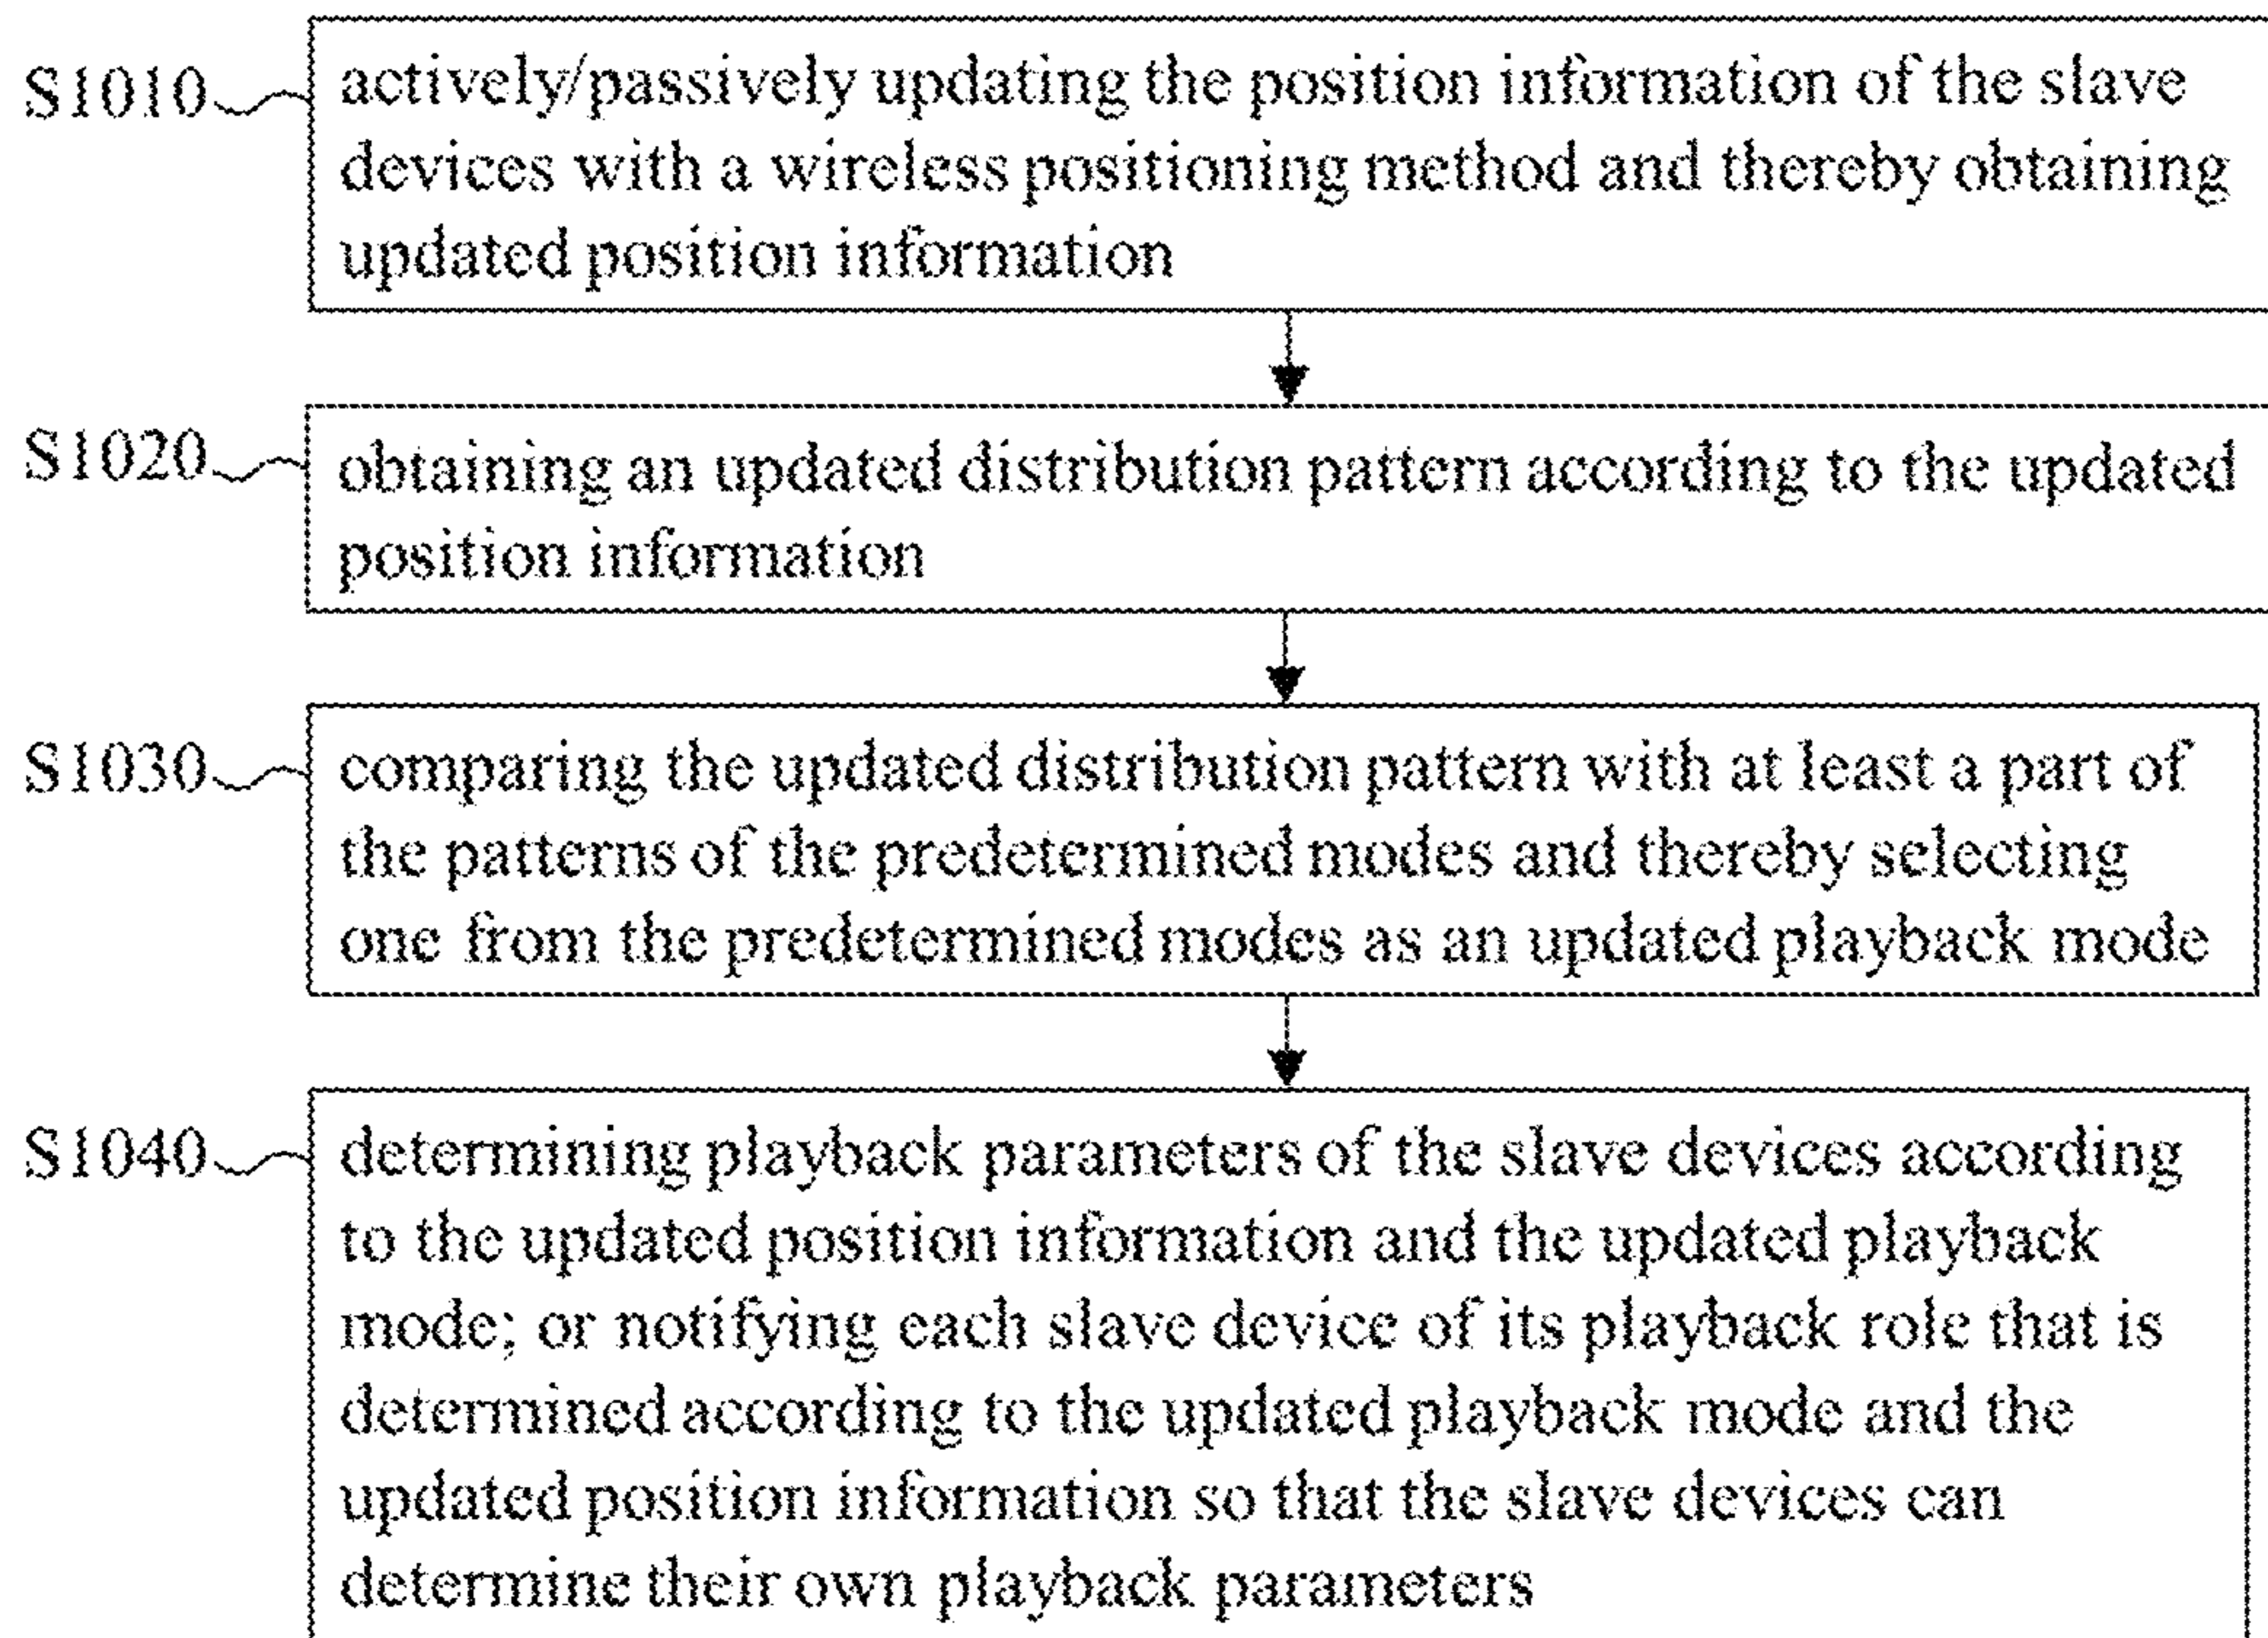 S1010 actively/passively updating the position information of the slave
devices with a wireless positioning method and thereby obtaining
updated position information
S1020 obtaining an updated distribution pattern according to the updated
position information
S1030 comparing the updated distribution pattern with at least a part of
the patterns of the predetermined modes and thereby selecting
one from the predetermined modes as an updated playback mode
S1040 determining playback parameters of the slave devices according
to the updated position information and the updated playback
mode; or notifying each slave device of its playback role that is
determined according to the updated playback mode and the
updated position information so that the slave devices can
determine their own playback parameters